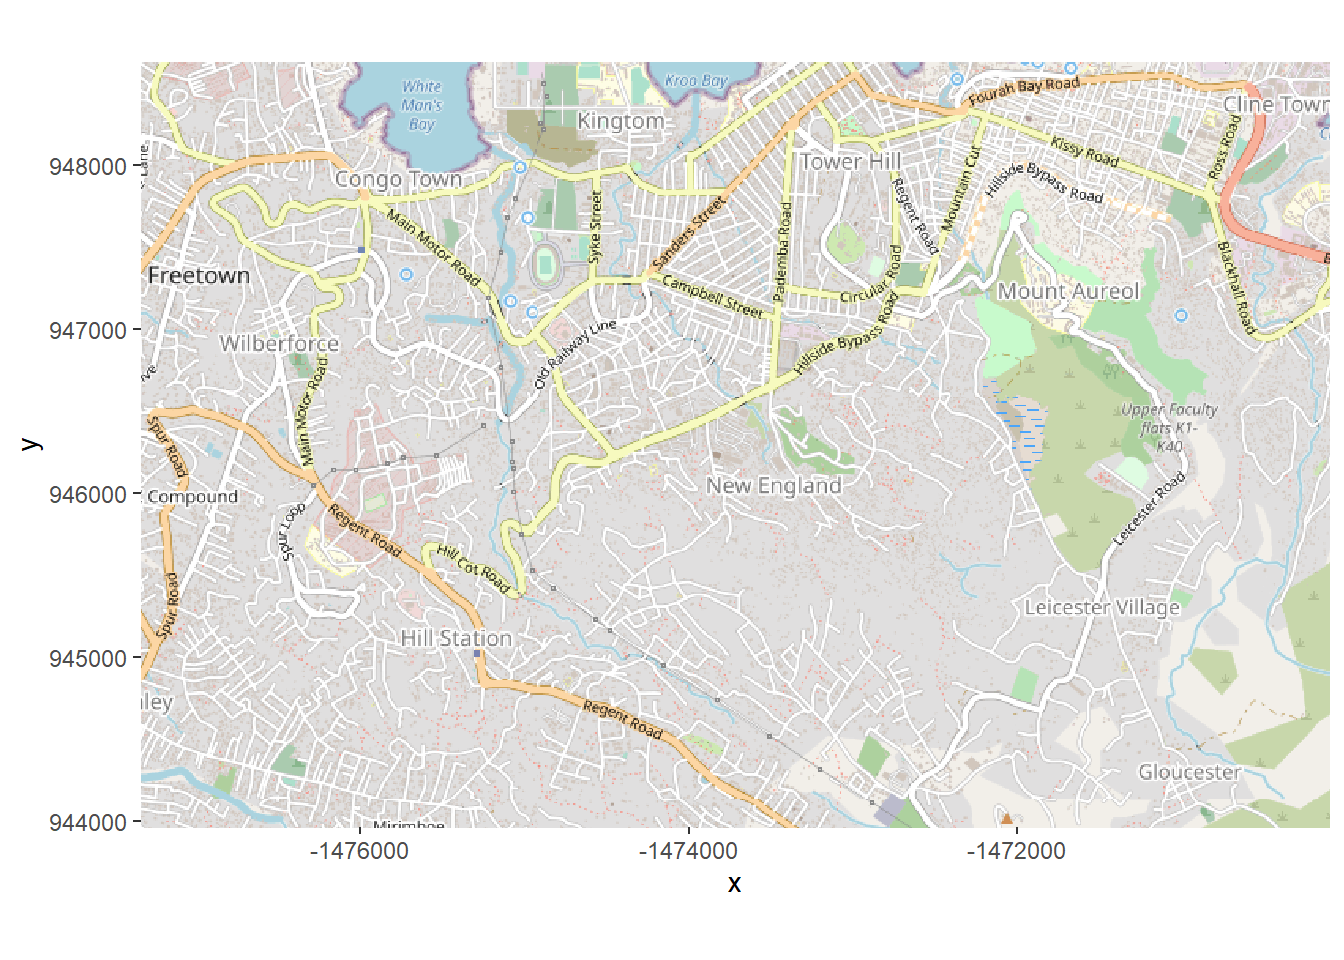 White
Man's
Bay
Kroo Bay
Fourah Bay Road
Cline Town
Kingtom
Kissy Road
Ross Road
Lane
948000
Congo Town
Tower Hill
Mountain Cut
Hillside Bypass Road
Regent Road
Main Motor Road
Syke Street
Sanders Street
Pademba Road
Freetown
Circular Road
Campbell Street
Mount Aureol
Blackhall Road
947000
Wilberforce
Old Railway Line
Hillside Bypass Road
Main Motor Road
Upper Faculty
flats K1-
K40
y
Spur Road
946000
Compound
New England
Leicester Road
Spur Loop
Regent Road
Hill Cot Road
Spur Road
Leicester Village
945000
Hill Station
ley
Regent Road
Gloucester
944000
-1476000
-1474000
-1472000
x